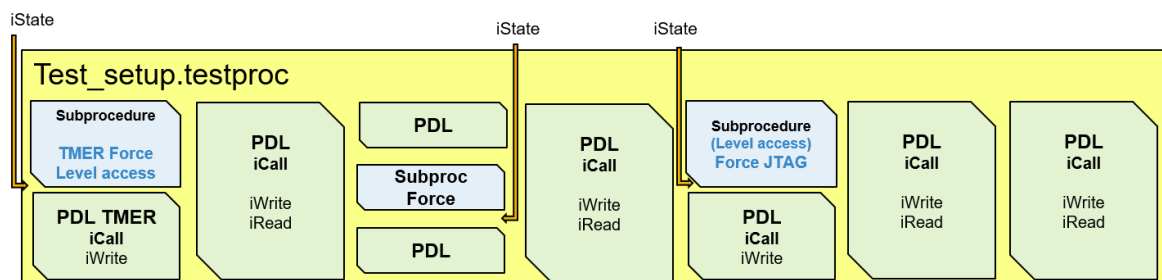 iState
iState
iState
Test_setup.testproc
Subprocedure
TMER Force
Level access
PDL TMER
iCall
iWrite
PDL
iCall
iWrite
iRead
PDL
Subproc
Force
PDL
PDL
iCall
iWrite
iRead
Subprocedure
(Level access)
Force JTAG
PDL
iCall
iWrite
PDL
iCall
iWrite
iRead
PDL
iCall
iWrite
iRead